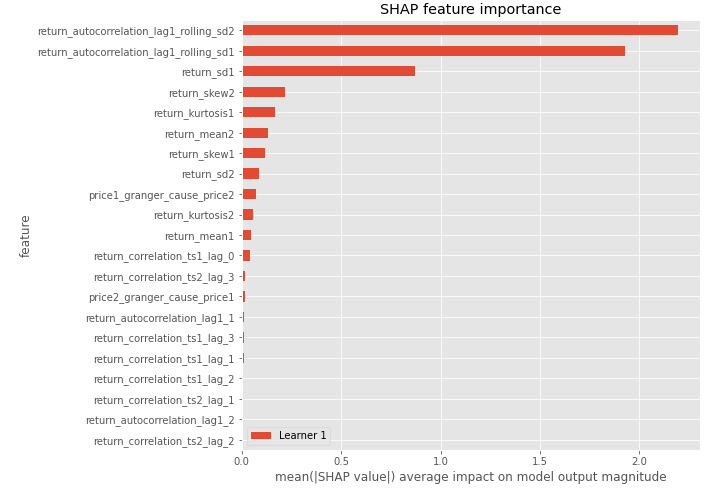 SHAP feature importance
return_autocorrelation_lag1_rolling_sd2
return_autocorrelation_lag1_rolling_sd1
return_sd1
return_skew2
return_kurtosis1
return_mean2
return_skew1
return_sd2
price1_granger_cause_price2
return_kurtosis2
return_mean1
return_correlation_ts1_lag_0
return_correlation_ts2_lag_3
price2_granger_cause_price1
return_autocorrelation_lag1_1
return_correlation_ts1_lag_3
return_correlation_ts1_lag_1
return_correlation_ts1_lag_2
return_correlation_ts2_lag_1
return_autocorrelation_lag1_2
return_correlation_ts2_lag_2
feature
Learner 1
0.0 0.5 1.0 1.5 2.0
mean(|SHAP value|) average impact on model output magnitude